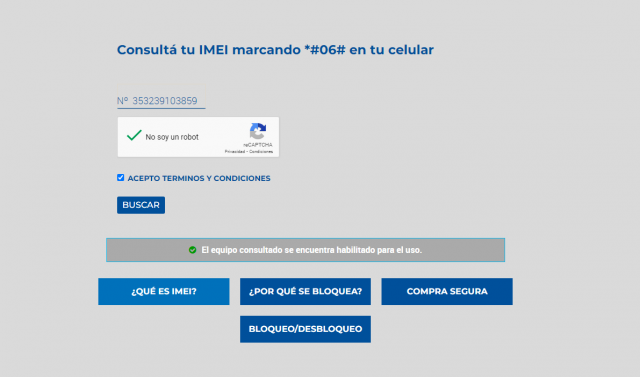 Consultá tu IMEI marcando *#06# en tu celular
Nº 353239103859
No soy un robot
reCAPTCHA
Privacidad - Condiciones
ACEPTO TERMINOS Y CONDICIONES
BUSCAR
El equipo consultado se encuentra habilitado para el uso.
¿QUÉ ES IMEI?
¿POR QUÉ SE BLOQUEA?
COMPRA SEGURA
BLOQUEO/DESBLOQUEO